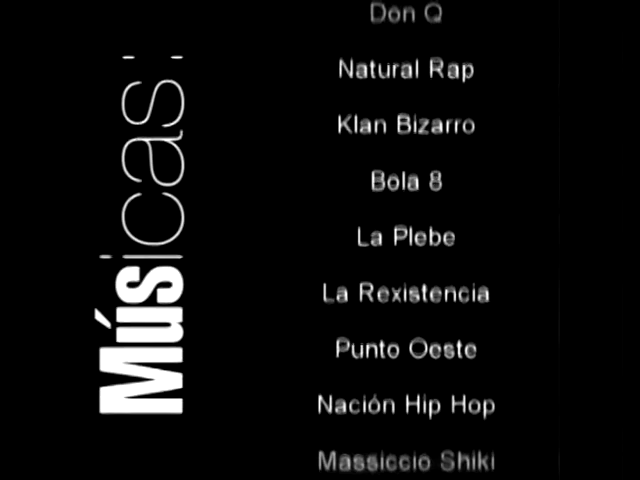 Músicas:
Don Q
Natural Rap
Klan Bizarro
Bola 8
La Plebe
La Rexistencia
Punto Oeste
Nación Hip Hop
Massiccio Shiki